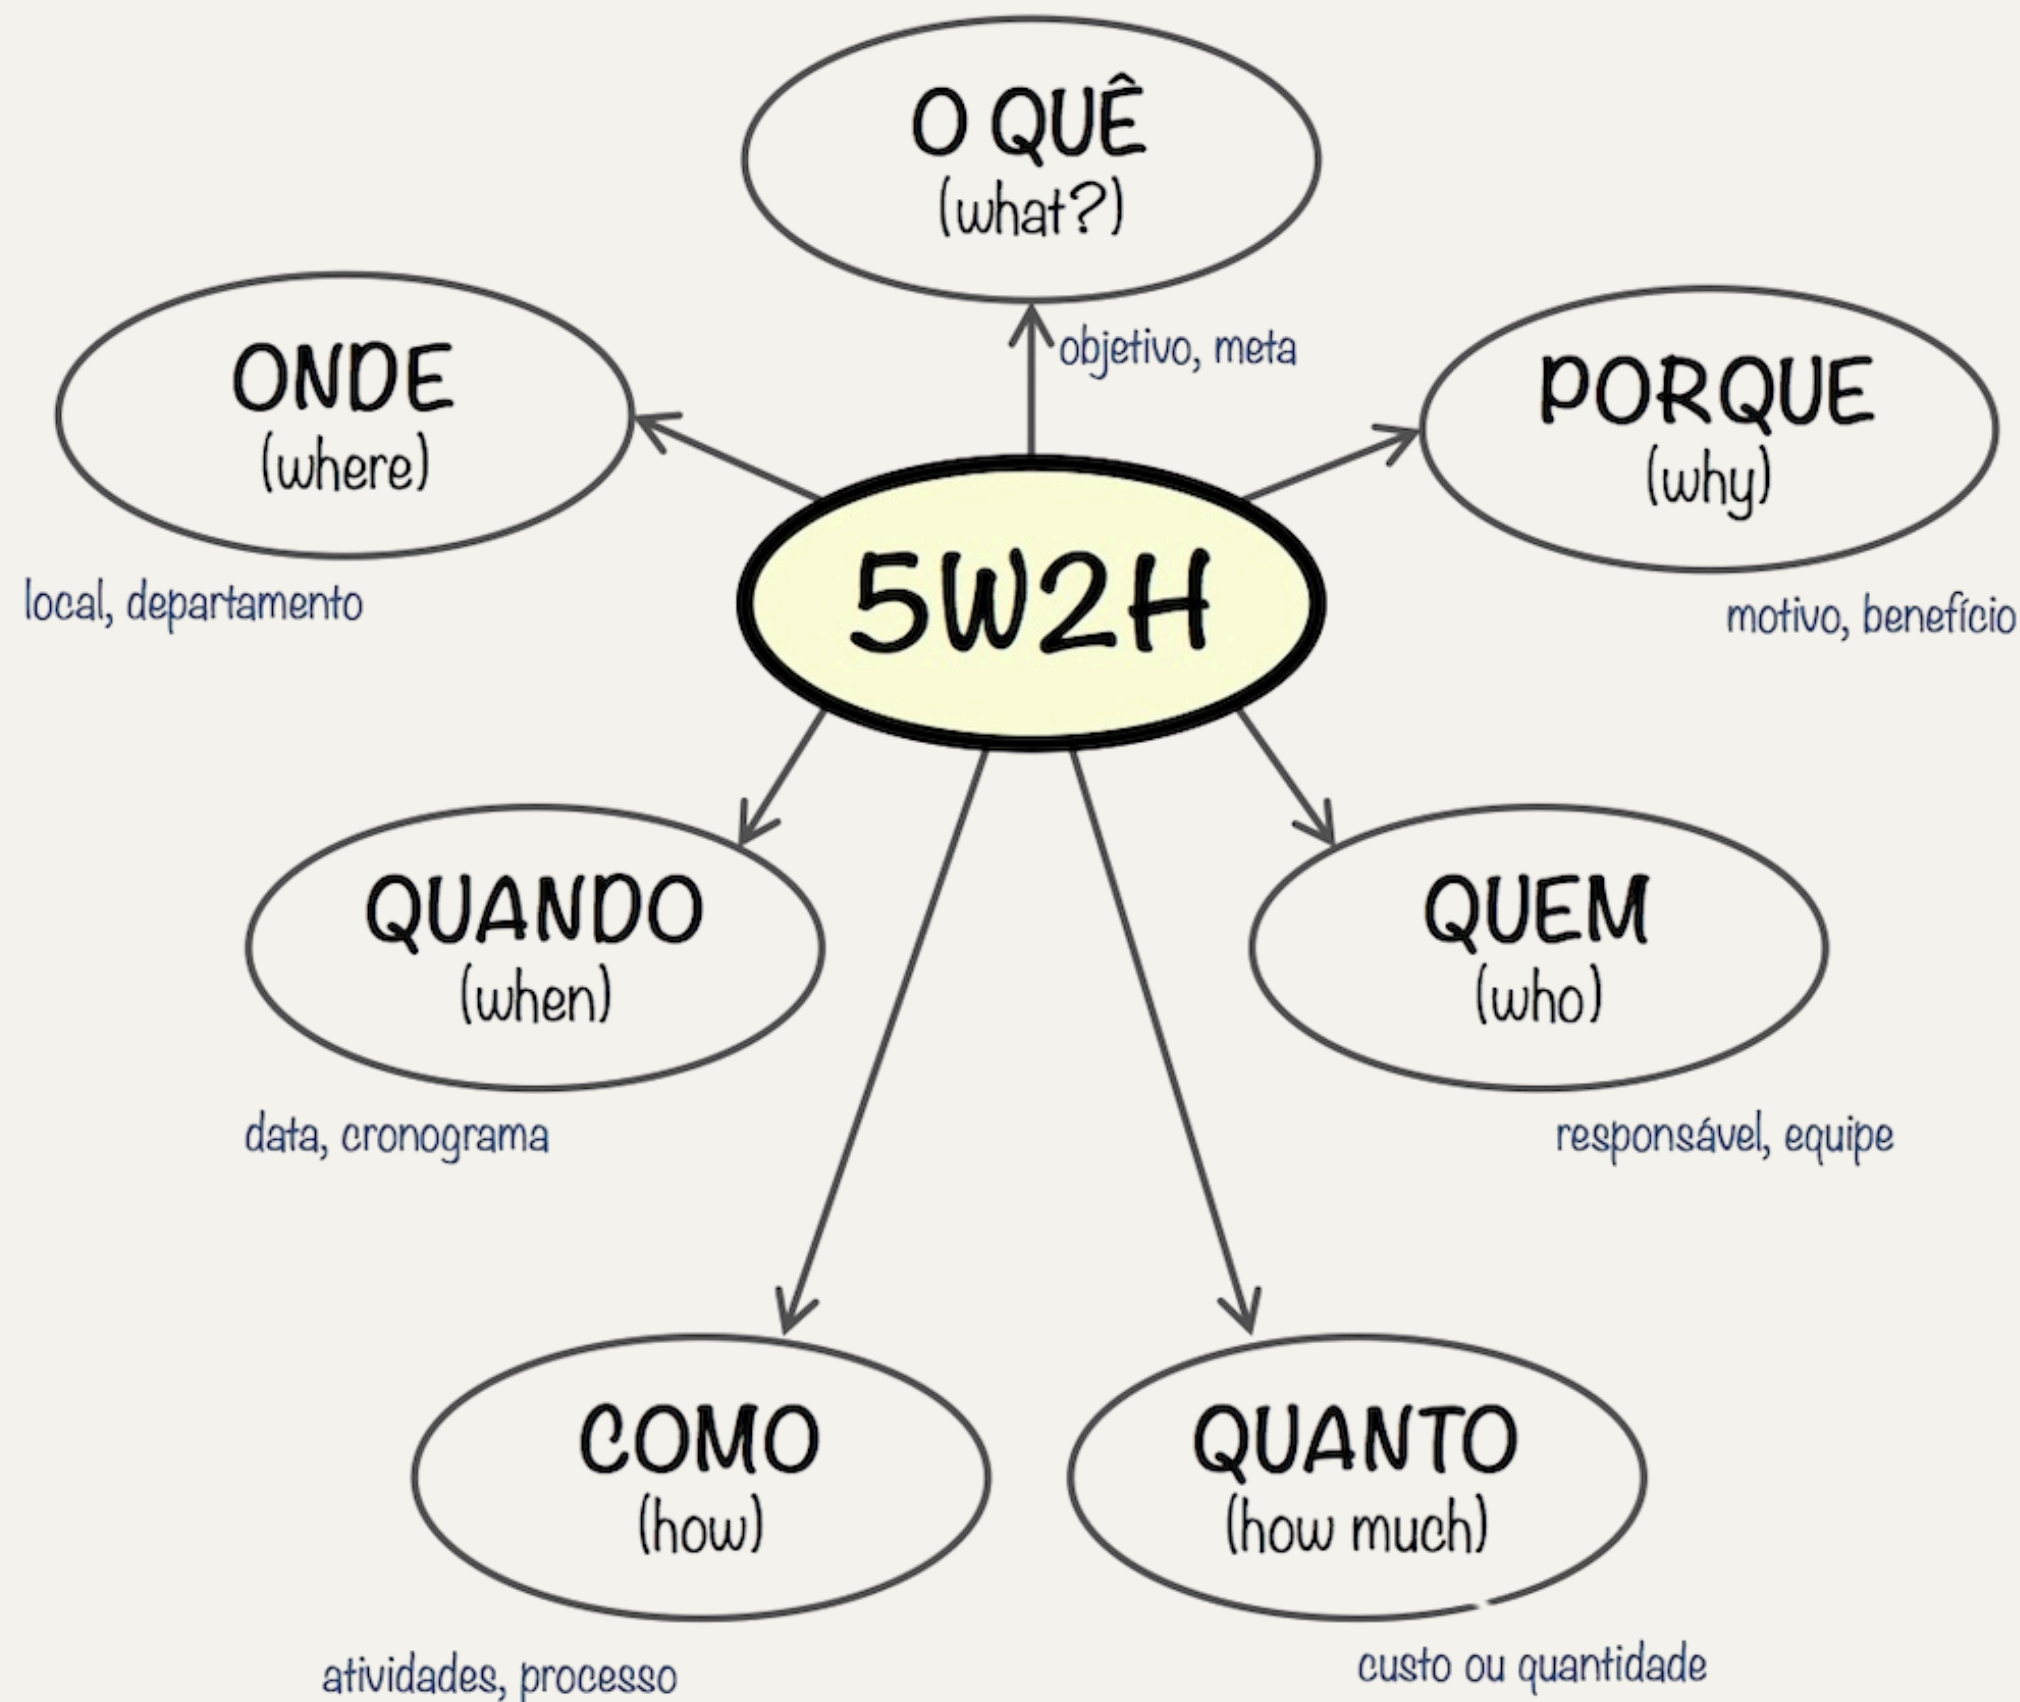 O QUÊ
(what?)
objetivo, meta
ONDE
(where)
local, departamento
PORQUE
(why)
motivo, benefício
5W2H
QUANDO
(when)
data, cronograma
QUEM
(who)
responsável, equipe
COMO
(how)
atividades, processo
QUANTO
(how much)
custo ou quantidade